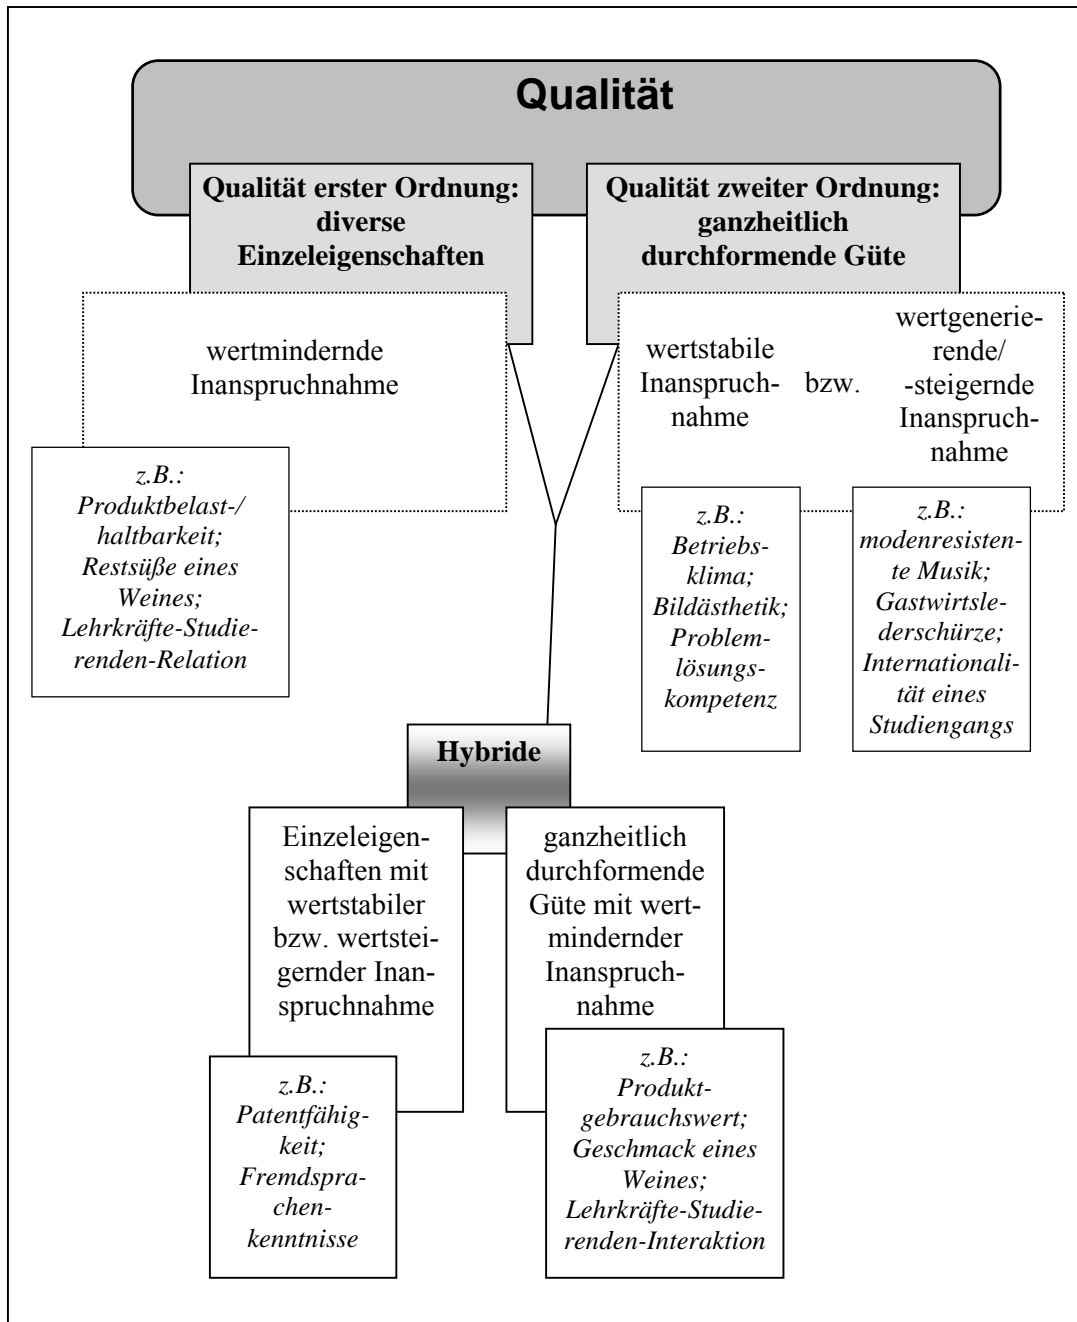 Qualität
Qualität erster Ordnung:
diverse
Einzeleigenschaften
Qualität zweiter Ordnung:
ganzheitlich
durchformende Güte
wertmindernde
Inanspruchnahme
wertstabile
Inanspruch-
nahme
bzw.
wertgenerie-
rende/
-steigernde
Inanspruch-
nahme
z.B.:
Produktbelast-/
haltbarkeit;
Restsüße eines
Weines;
Lehrkräfte-Studie-
renden-Relation
z.B.:
Betriebs-
klima;
Bildästhetik;
Problem-
lösungs-
kompetenz
z.B.:
modenresisten-
te Musik;
Gastwirtsle-
derschürze;
Internationali-
tät eines
Studiengangs
Hybride
Einzeleigen-
schaften mit
wertstabiler
bzw. wertstei-
gernder Inan-
spruchnahme
ganzheitlich
durchformende
Güte mit wert-
mindernder
Inanspruch-
nahme
z.B.:
Patentfähig-
keit;
Fremdspra-
chen-
kenntnisse
z.B.:
Produkt-
gebrauchswert;
Geschmack eines
Weines;
Lehrkräfte-Studie-
renden-Interaktion